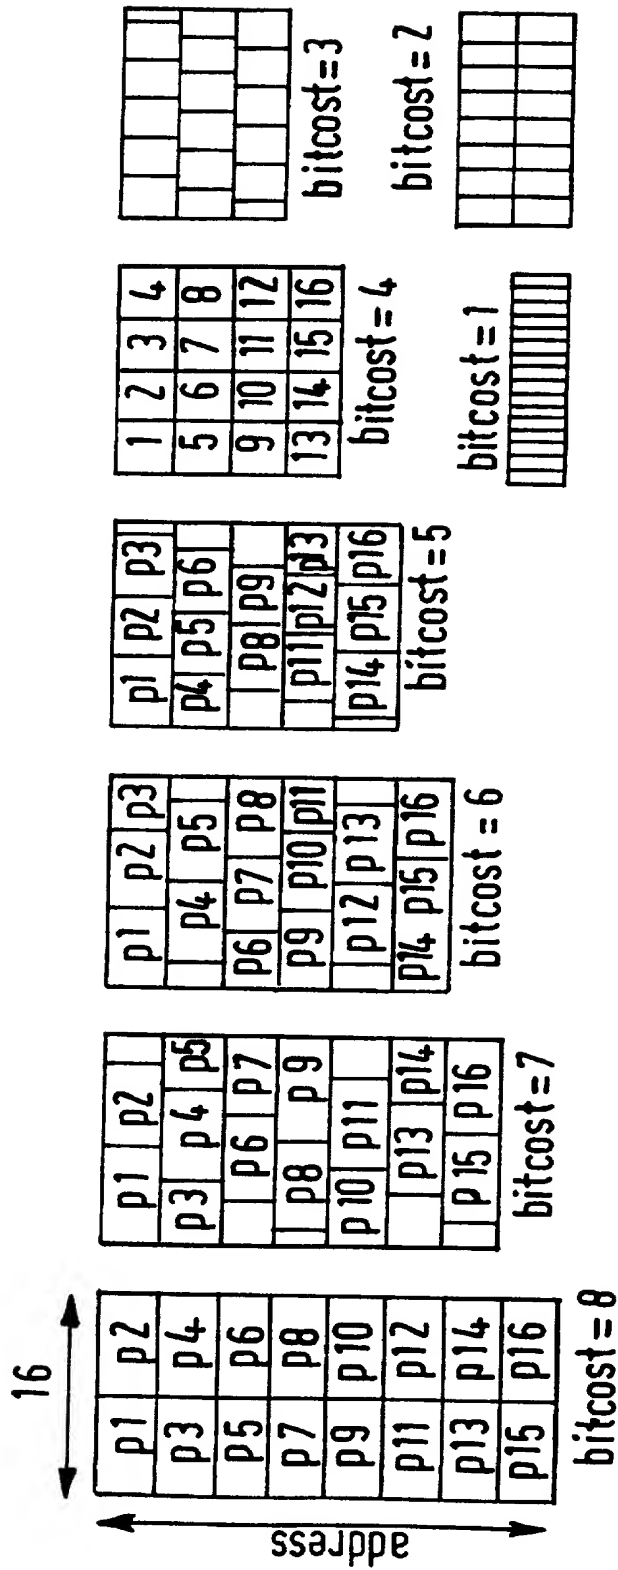 16
address
p1 p2
p3 p4
p5 p6
p7 p8
p9 p10
p11 p12
p13 p14
p15 p16
bitcost=8
p1 p2
p3 p4 p5
p6 p7
p8 p9
p10 p11
p13 p14
p15 p16
bitcost=7
p1 p2 p3
p4 p5
p6 p7 p8
p9 p10 p11
p12 p13
p14 p15 p16
bitcost = 6
p1 p2 p3
p4 p5 p6
p8 p9
p11 p12 p13
p14 p15 p16
bitcost=5
1 2 3 4
5 6 7 8
9 10 11 12
13 14 15 16
bitcost=4
bitcost=3
bitcost=1
bitcost=2